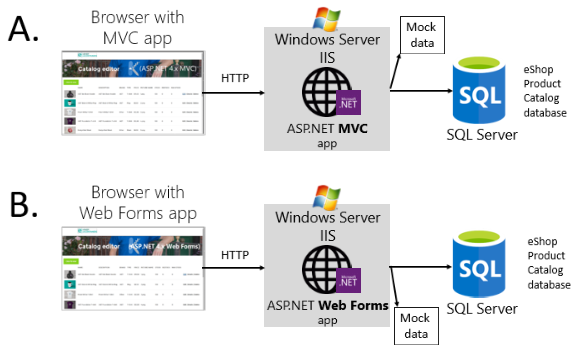 A.
Browser with
MVC app
Catalog editor
(ASP.NET 4.x MVC)
HTTP
Windows Server
IIS
Microsoft
.NET
ASP.NET MVC
app
Mock
data
SQL
SQL Server
eShop
Product
Catalog
database
B.
Browser with
Web Forms app
Catalog editor
(ASP.NET 4.x Web Forms)
HTTP
Windows Server
IIS
Microsoft
.NET
ASP.NET Web Forms
app
Mock
data
SQL
SQL Server
eShop
Product
Catalog
database